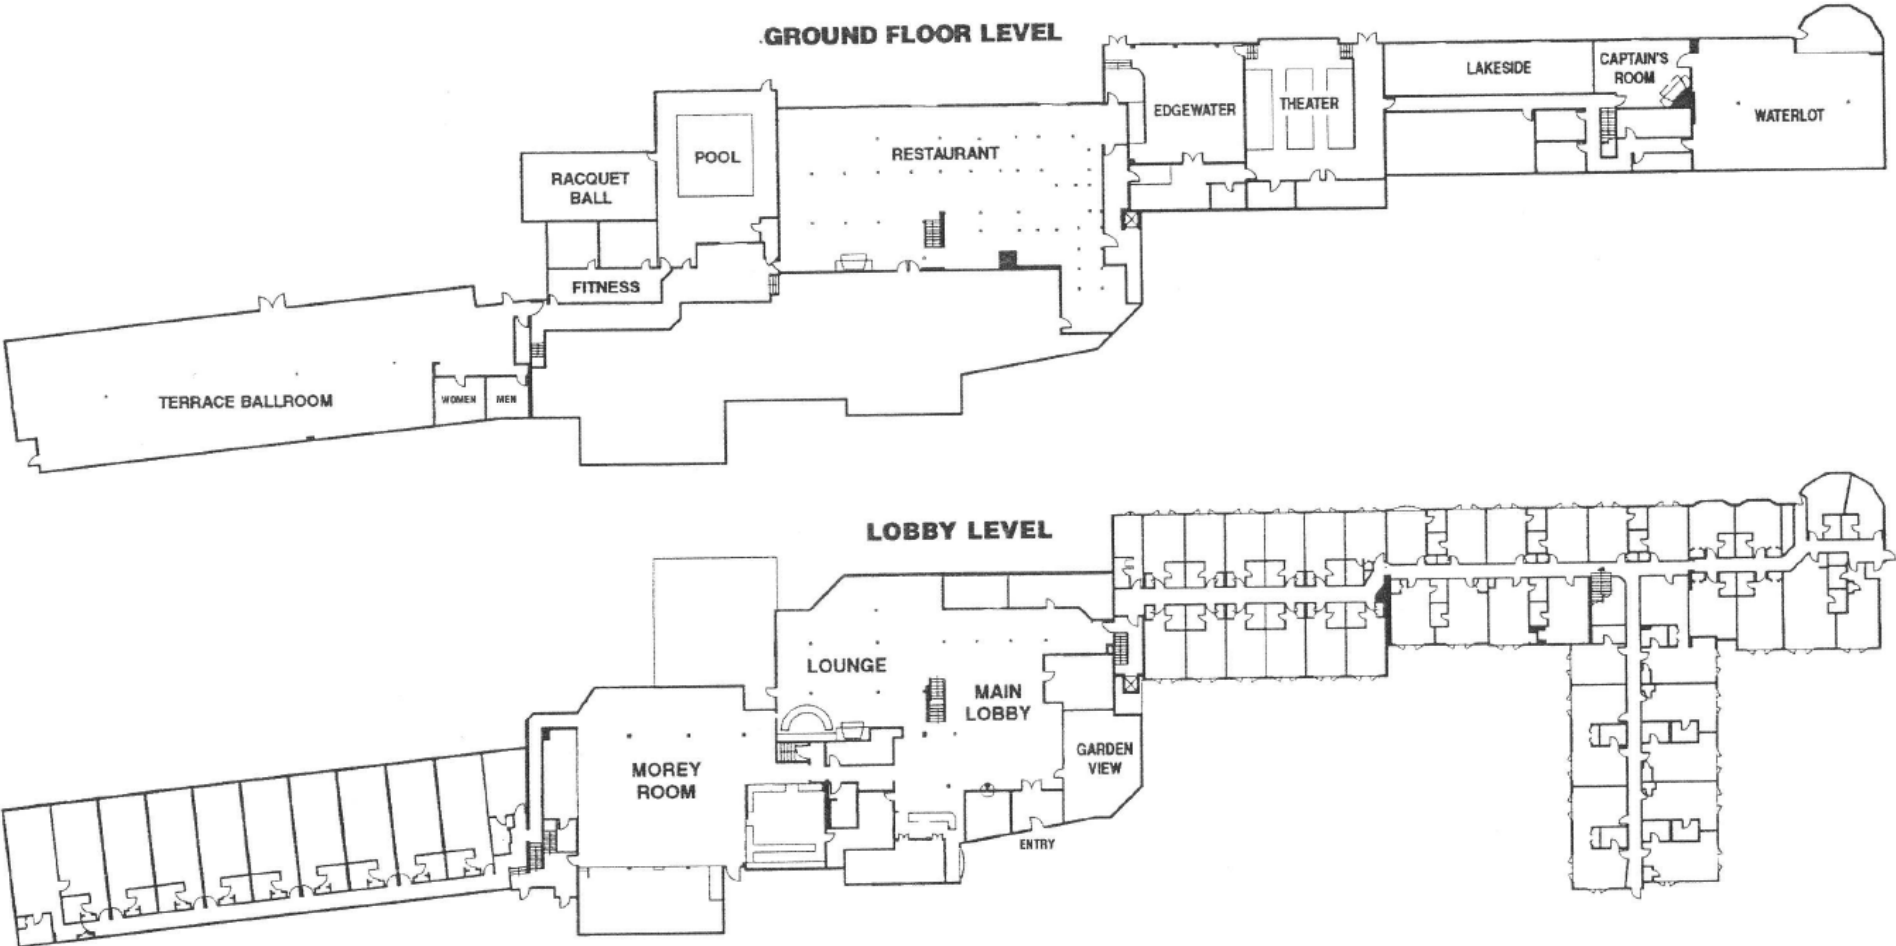 GROUND FLOOR LEVEL
LAKESIDE
CAPTAIN'S
ROOM
EDGEWATER
THEATER
WATERLOT
POOL
RESTAURANT
RACQUET
BALL
FITNESS
TERRACE BALLROOM
WOMEN
MEN
LOBBY LEVEL
LOUNGE
MAIN
LOBBY
GARDEN
VIEW
MOREY
ROOM
ENTRY